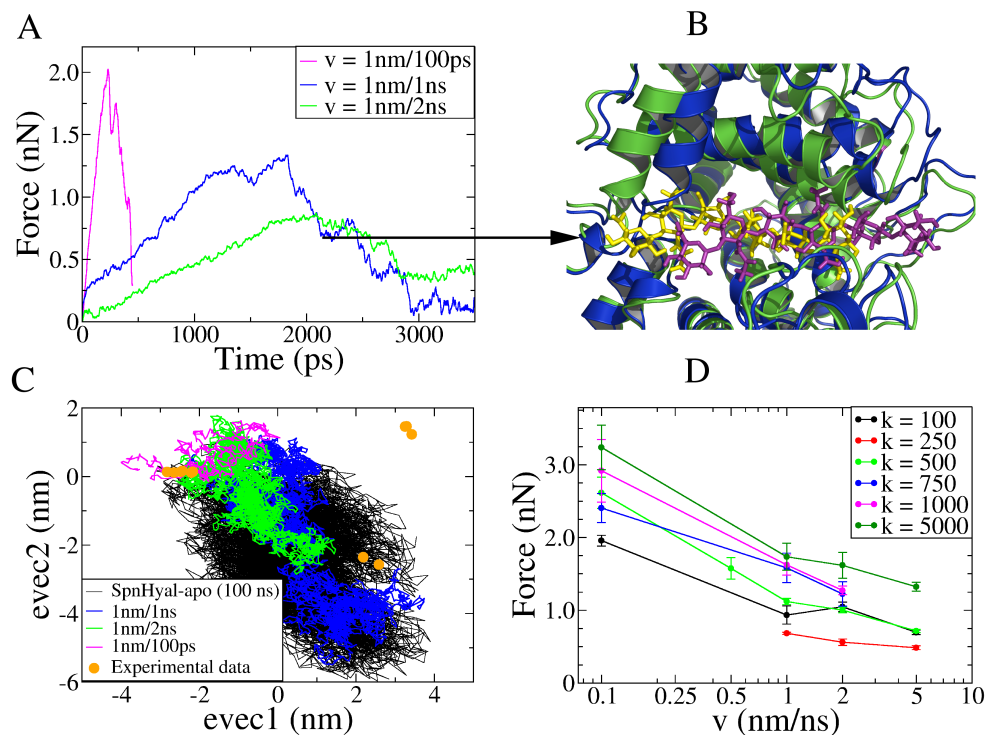 A
Force (nN)
2.0
1.5
1.0
0.5
0
v = 1nm/100ps
v = 1nm/1ns
v = 1nm/2ns
0
1000
2000
3000
Time (ps)
B
C
evec2 (nm)
2
0
-2
-4
-6
SpnHyal-apo (100 ns)
1nm/1ns
1nm/2ns
1nm/100ps
Experimental data
-4
-2
0
2
4
evec1 (nm)
D
Force (nN)
3.0
2.0
1.0
0
k = 100
k = 250
k = 500
k = 750
k = 1000
k = 5000
0.1
0.25
0.5
1
2
5
10
v (nm/ns)